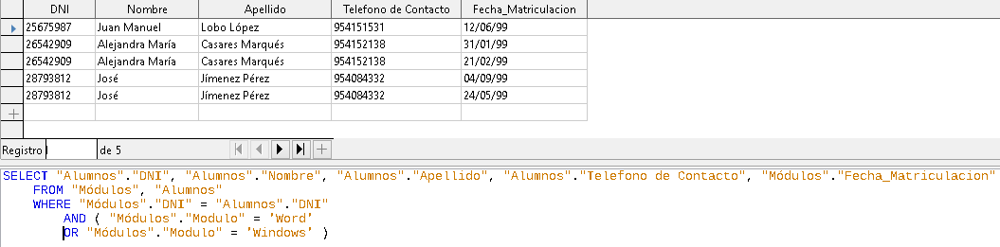 DNI Nombre Apellido Telefono de Contacto Fecha_Matriculacion
25675987 Juan Manuel Lobo López 954151531 12/06/99
26542909 Alejandra María Casares Marqués 954152138 31/01/99
26542909 Alejandra María Casares Marqués 954152138 21/02/99
28793812 José Jímenez Pérez 954084332 04/09/99
28793812 José Jímenez Pérez 954084332 24/05/99
Registro de 5
SELECT "Alumnos"."DNI", "Alumnos"."Nombre", "Alumnos"."Apellido", "Alumnos"."Telefono de Contacto", "Módulos"."Fecha_Matriculacion"
FROM "Módulos", "Alumnos"
WHERE "Módulos"."DNI" = "Alumnos"."DNI"
AND ( "Módulos"."Modulo" = 'Word'
OR "Módulos"."Modulo" = 'Windows' )